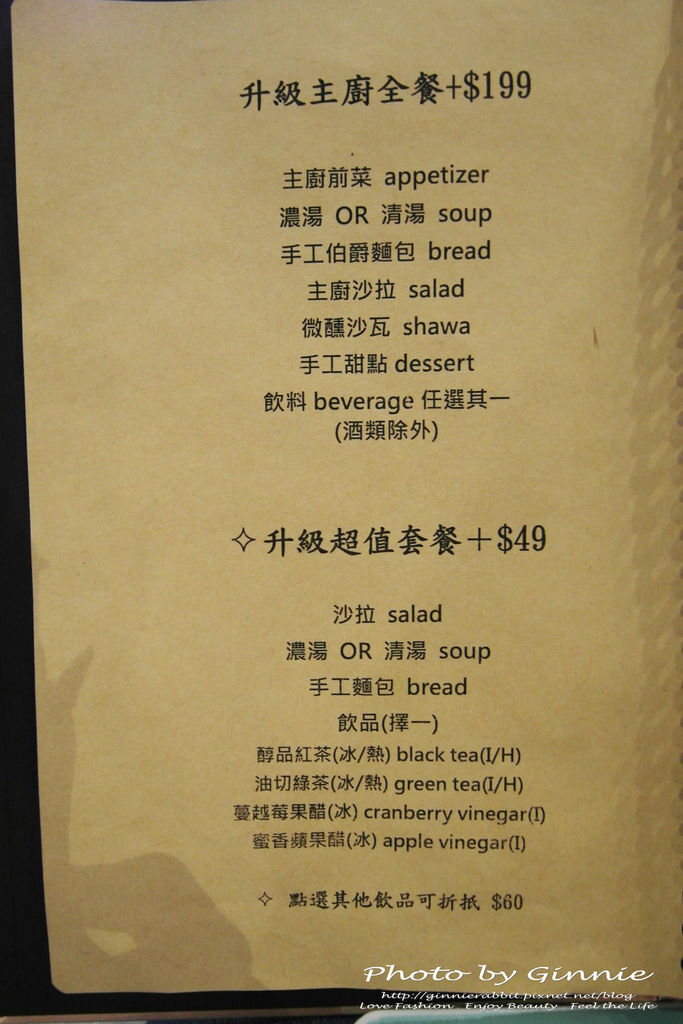 升級主廚全餐+$199
主廚前菜 appetizer
濃湯 OR 清湯 soup
手工伯爵麵包 bread
主廚沙拉 salad
微醺沙瓦 shawa
手工甜點 dessert
飲料 beverage 任選其一
(酒類除外)
✧升級超值套餐＋$49
沙拉 salad
濃湯 OR 清湯 soup
手工麵包 bread
飲品(擇一)
醇品紅茶(冰/熱) black tea(I/H)
油切綠茶(冰/熱) green tea(I/H)
蔓越莓果醋(冰) cranberry vinegar(I)
蜜香蘋果醋(冰) apple vinegar(I)
✧ 點選其他飲品可折抵 $60
Photo by Ginnie
http://ginnierabbit.pixnet.net/blog
Love Fashion . Enjoy Beauty . Feel the Life